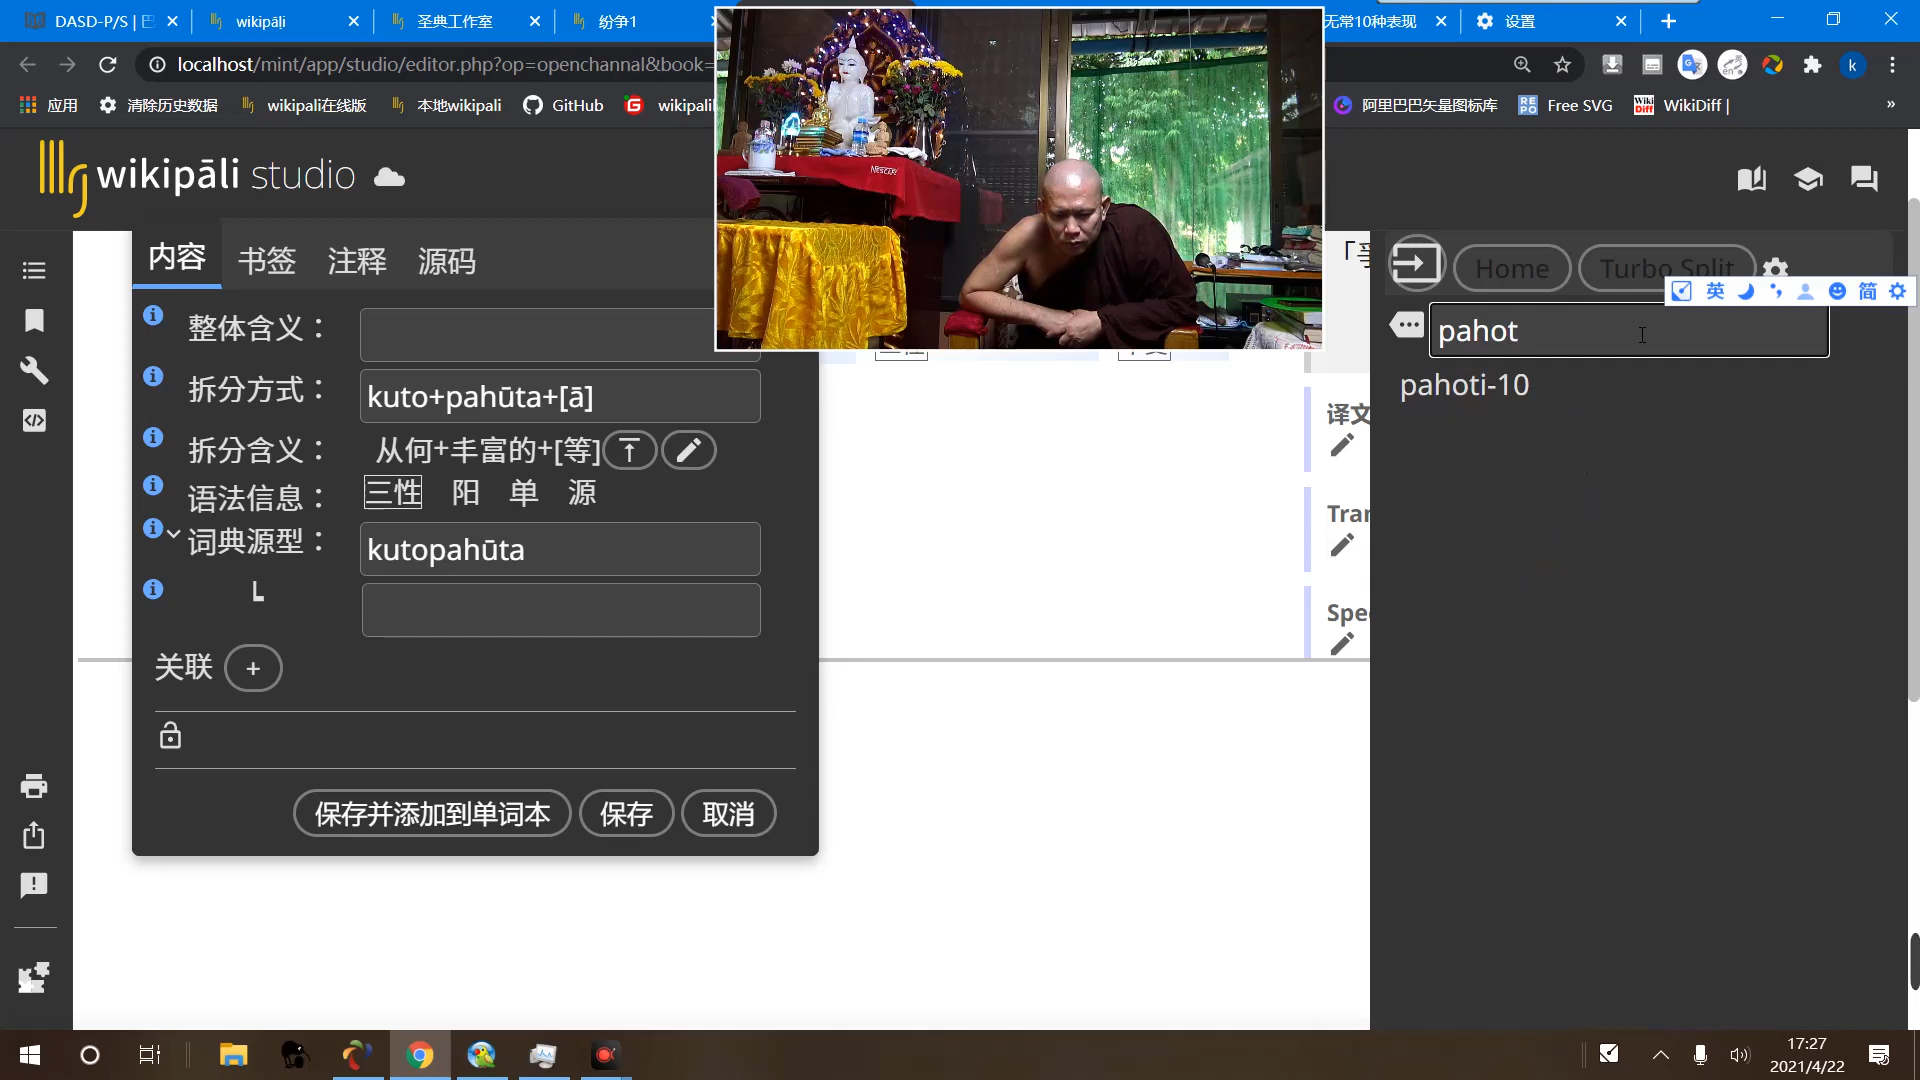 DASD-P/S | 巴
wikipāli
圣典工作室
纷争1
无常10种表现
设置
localhost/mint/app/studio/editor.php?op=openchannal&book=
应用
清除历史数据
wikipali在线版
本地wikipali
GitHub
wikipali
阿里巴巴矢量图标库
Free SVG
WikiDiff |
»
wikipāli studio
内容 书签 注释 源码
整体含义：
拆分方式： kuto+pahūta+[ā]
拆分含义： 从何+丰富的+[等]
语法信息： 三性 阳 单 源
词典源型： kutopahūta
关联 +
保存并添加到单词本 保存 取消
NESCAFE
译文
Tran
Spec
Home
Turbo Split
英
简
pahot
pahoti-10
17:27
2021/4/22